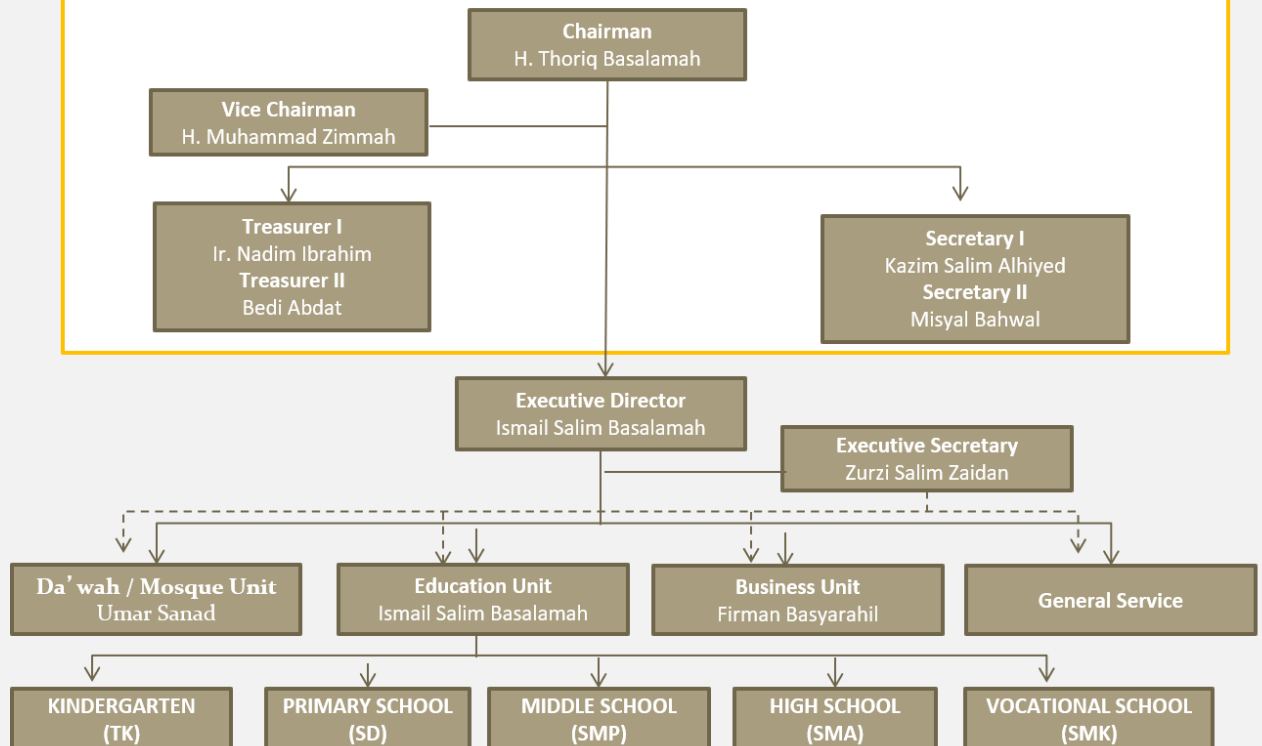 Chairman
H. Thoriq Basalamah
Vice Chairman
H. Muhammad Zimmah
Treasurer I
Ir. Nadim Ibrahim
Treasurer II
Bedi Abdat
Secretary I
Kazim Salim Alhiyed
Secretary II
Misyal Bahwal
Executive Director
Ismail Salim Basalamah
Executive Secretary
Zurzi Salim Zaidan
Da’ wah / Mosque Unit
Umar Sanad
Education Unit
Ismail Salim Basalamah
Business Unit
Firman Basyarahil
General Service
KINDERGARTEN
(TK)
PRIMARY SCHOOL
(SD)
MIDDLE SCHOOL
(SMP)
HIGH SCHOOL
(SMA)
VOCATIONAL SCHOOL
(SMK)